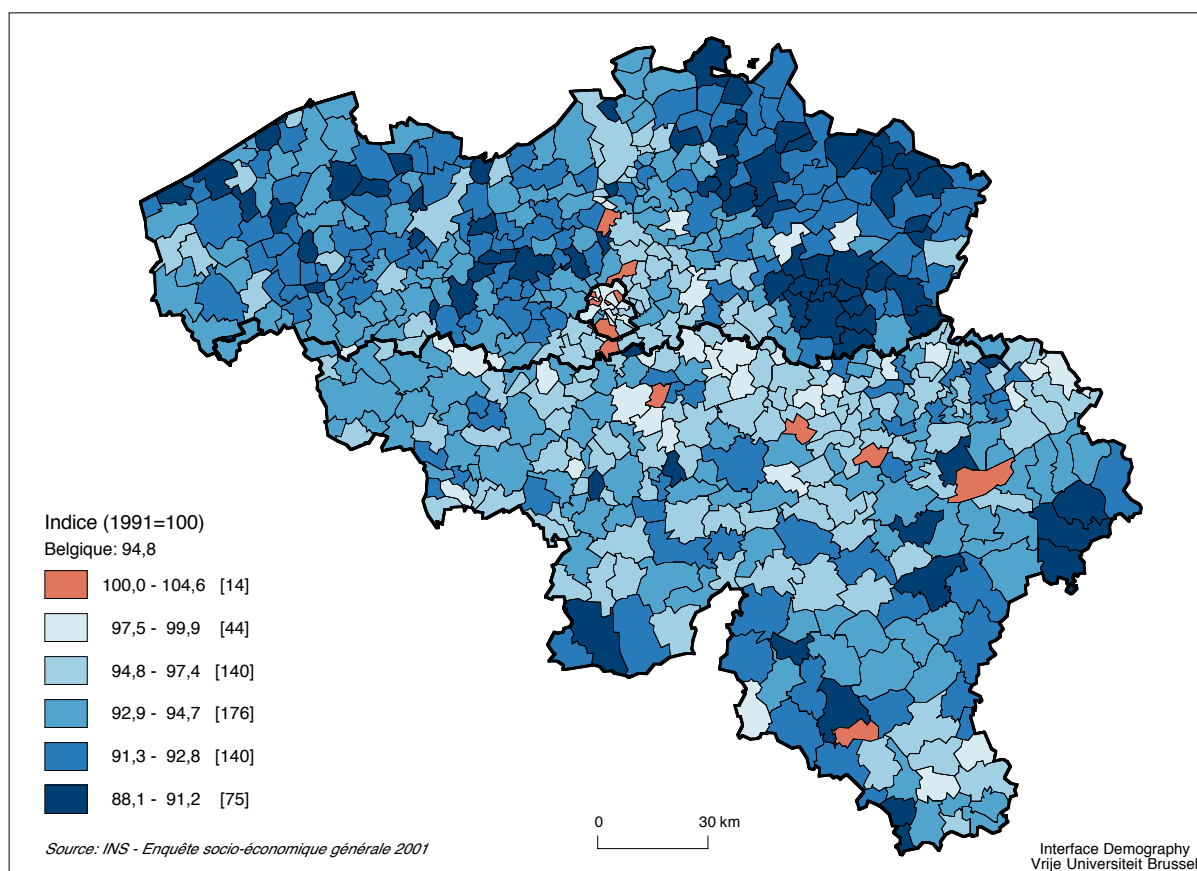 Indice (1991=100)
Belgique: 94,8
100,0 - 104,6 [14]
97,5 - 99,9 [44]
94,8 - 97,4 [140]
92,9 - 94,7 [176]
91,3 - 92,8 [140]
88,1 - 91,2 [75]
0 30 km
Source: INS - Enquête socio-économique générale 2001
Interface Demography
Vrije Universiteit Brussel